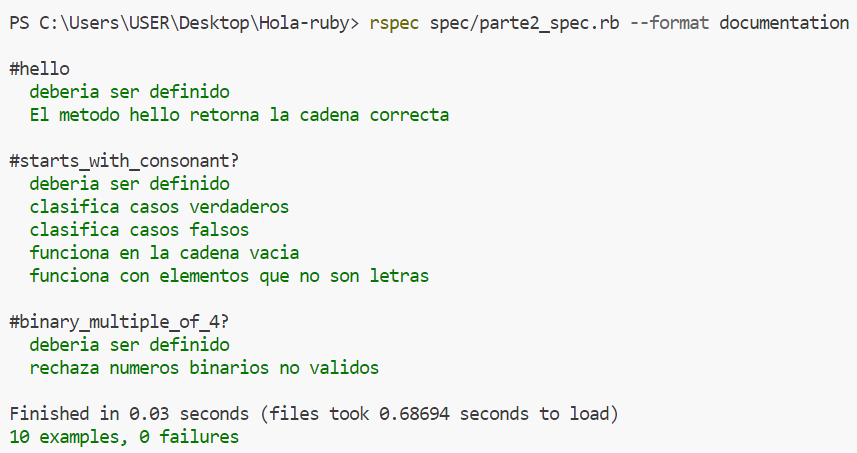 PS C:\Users\USER\Desktop\Hola-ruby> rspec spec/parte2_spec.rb --format documentation
#hello
deberia ser definido
El metodo hello retorna la cadena correcta
#starts_with_consonant?
deberia ser definido
clasifica casos verdaderos
clasifica casos falsos
funciona en la cadena vacia
funciona con elementos que no son letras
#binary_multiple_of_4?
deberia ser definido
rechaza numeros binarios no validos
Finished in 0.03 seconds (files took 0.68694 seconds to load)
10 examples, 0 failures